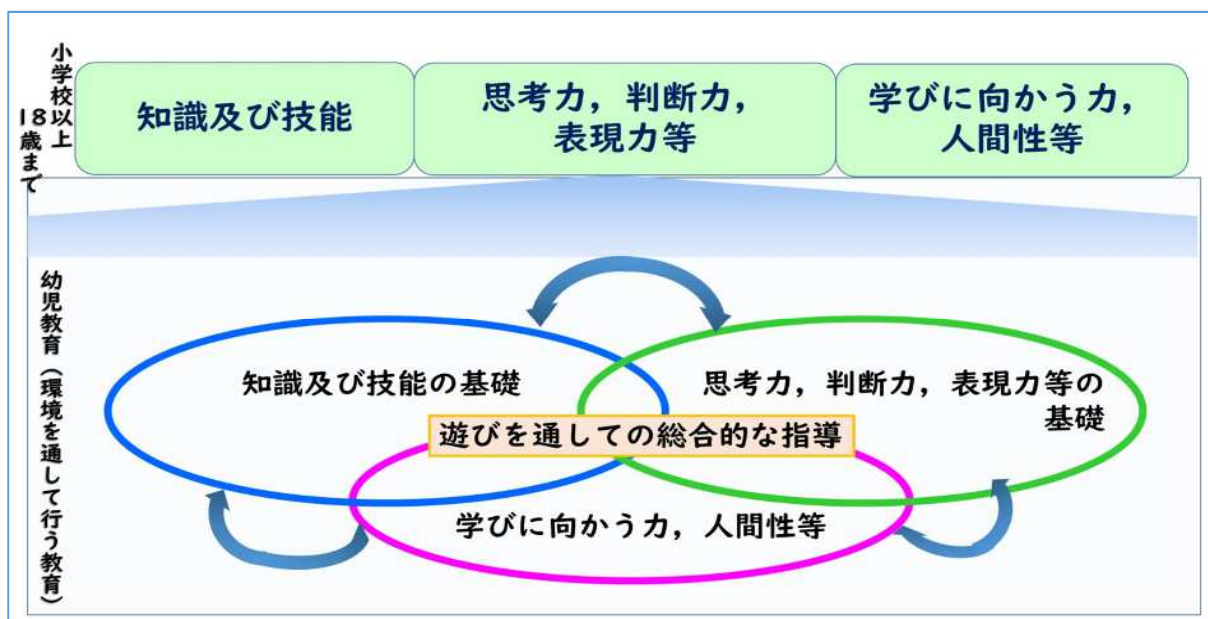 小学校以上
18歳まで
知識及び技能
思考力，判断力，
表現力等
学びに向かう力，
人間性等
幼児教育（環境を通して行う教育）
知識及び技能の基礎
思考力，判断力，表現力等の
基礎
遊びを通しての総合的な指導
学びに向かう力，人間性等